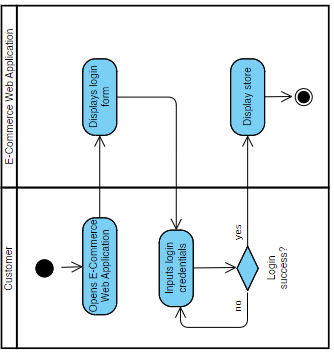 E-Commerce Web Application
Displays login
form
Display store
Customer
Opens E-Commerce
Web Application
Inputs login
credentials
yes
no
Login
success?